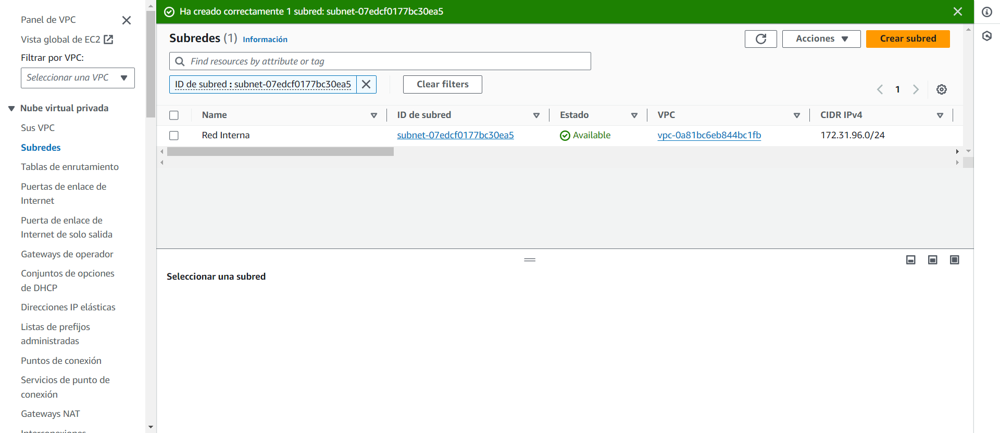 Panel de VPC
Vista global de EC2
Filtrar por VPC:
Seleccionar una VPC
Nube virtual privada
Sus VPC
Subredes
Tablas de enrutamiento
Puertas de enlace de
Internet
Puerta de enlace de
Internet de solo salida
Gateways de operador
Conjuntos de opciones
de DHCP
Direcciones IP elásticas
Listas de prefijos
administradas
Puntos de conexión
Servicios de punto de
conexión
Gateways NAT
Interconexiones
Ha creado correctamente 1 subred: subnet-07edcf0177bc30ea5
Subredes (1) Información
Acciones
Crear subred
Find resources by attribute or tag
ID de subred : subnet-07edcf0177bc30ea5
Clear filters
1
Name ID de subred Estado VPC CIDR IPv4
Red Interna subnet-07edcf0177bc30ea5 Available vpc-0a81bc6eb844bc1fb 172.31.96.0/24
Seleccionar una subred